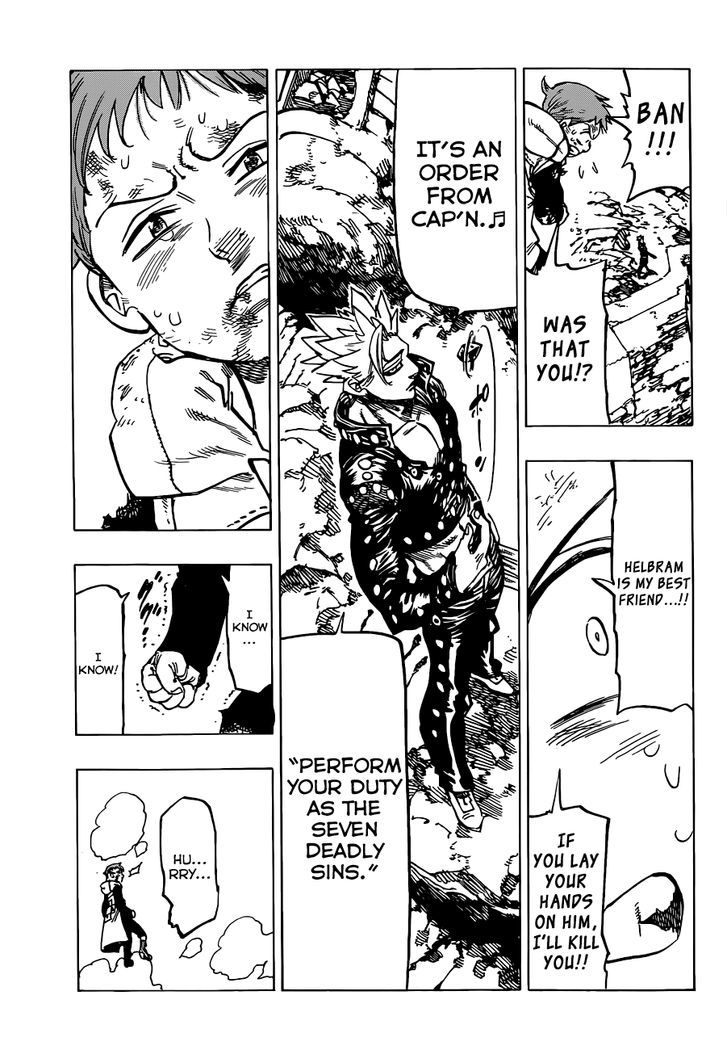 BAN
!!!
WAS
THAT
YOU!?
HELBRAM
IS MY BEST
FRIEND...!!
IF
YOU LAY
YOUR
HANDS
ON HIM,
I'LL KILL
YOU!!
IT'S AN
ORDER
FROM
CAP'N.♫
"PERFORM
YOUR DUTY
AS THE
SEVEN
DEADLY
SINS."
I
KNOW
...
I
KNOW!
HU...
RRY...